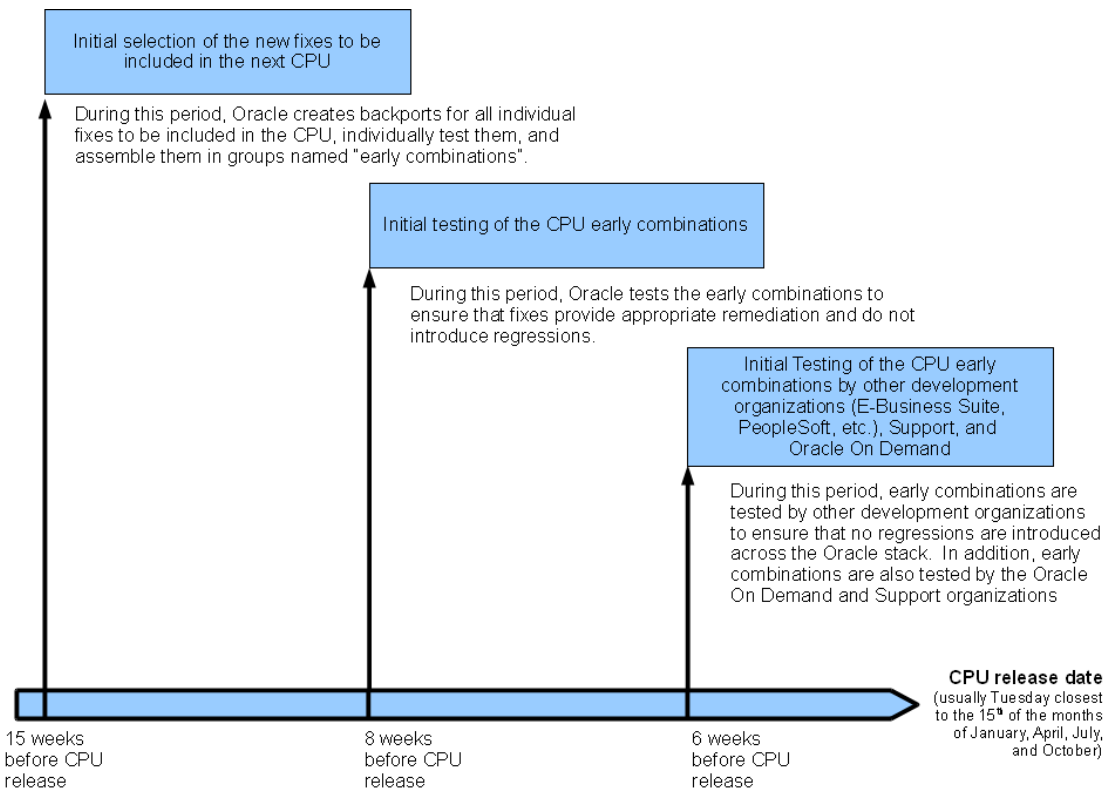 Initial selection of the new fixes to be
included in the next CPU
During this period, Oracle creates backports for all individual
fixes to be included in the CPU, individually test them, and
assemble them in groups named "early combinations".
Initial testing of the CPU early combinations
During this period, Oracle tests the early combinations to
ensure that fixes provide appropriate remediation and do not
introduce regressions.
Initial Testing of the CPU early
combinations by other development
organizations (E-Business Suite,
PeopleSoft, etc.), Support, and
Oracle On Demand
During this period, early combinations are
tested by other development organizations
to ensure that no regressions are introduced
across the Oracle stack.  In addition, early
combinations are also tested by the Oracle
On Demand and Support organizations
CPU release date
(usually Tuesday closest
to the 15th of the months
of January, April, July,
and October)
15 weeks
before CPU
release
8 weeks
before CPU
release
6 weeks
before CPU
release